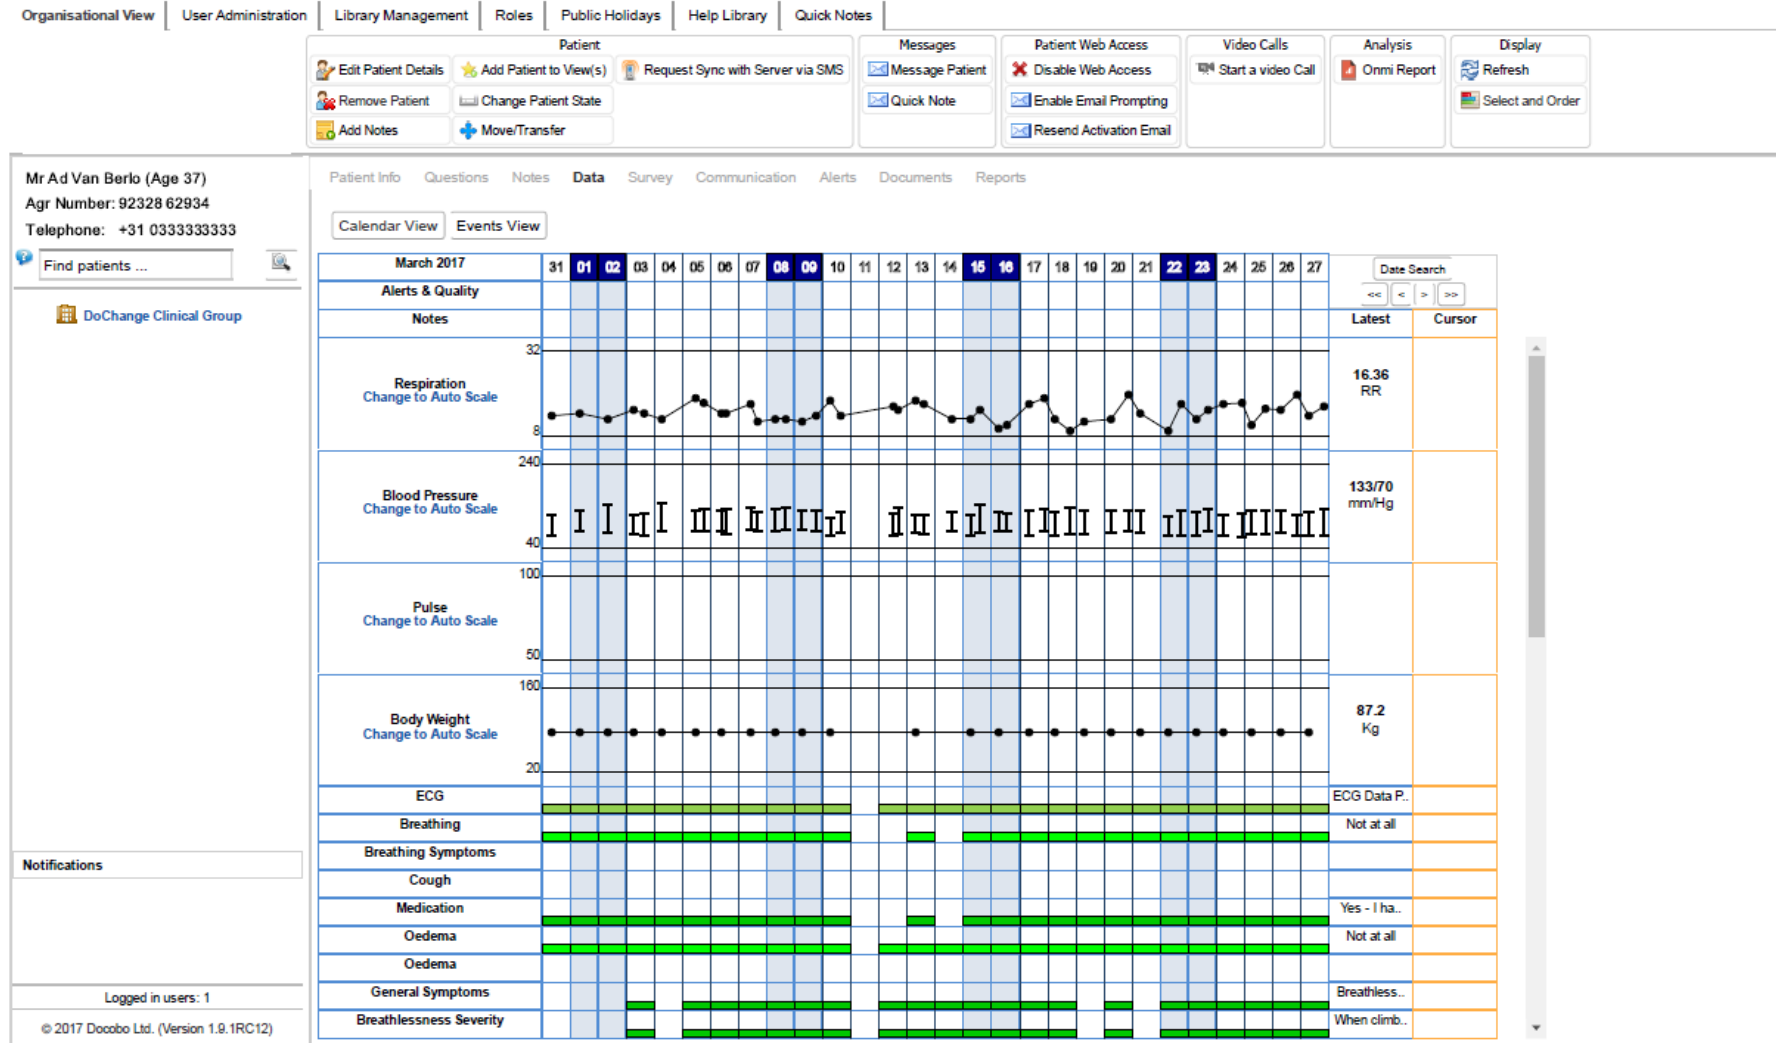 Organisational View User Administration Library Management Roles Public Holidays Help Library Quick Notes
Patient Messages Patient Web Access Video Calls Analysis Display
Edit Patient Details Add Patient to View(s) Request Sync with Server via SMS Message Patient Disable Web Access Start a video Call Onmi Report Refresh
Remove Patient Change Patient State Quick Note Enable Email Prompting Select and Order
Add Notes Move/Transfer Resend Activation Email
Mr Ad Van Berlo (Age 37)
Agr Number: 92328 62934
Telephone: +31 0333333333
Find patients ...
DoChange Clinical Group
Notifications
Logged in users: 1
© 2017 Docobo Ltd. (Version 1.9.1RC12)
Patient Info Questions Notes Data Survey Communication Alerts Documents Reports
Calendar View Events View
March 2017 31 01 02 03 04 05 06 07 08 09 10 11 12 13 14 15 16 17 18 19 20 21 22 23 24 25 26 27 Date Search
Alerts & Quality << < > >>
Notes Latest Cursor
32
Respiration 16.36
Change to Auto Scale RR
8
240
Blood Pressure 133/70
Change to Auto Scale mm/Hg
40
100
Pulse
Change to Auto Scale
50
160
Body Weight 87.2
Change to Auto Scale Kg
20
ECG ECG Data P..
Breathing Not at all
Breathing Symptoms
Cough
Medication Yes - I ha..
Oedema Not at all
Oedema
General Symptoms Breathless..
Breathlessness Severity When climb..